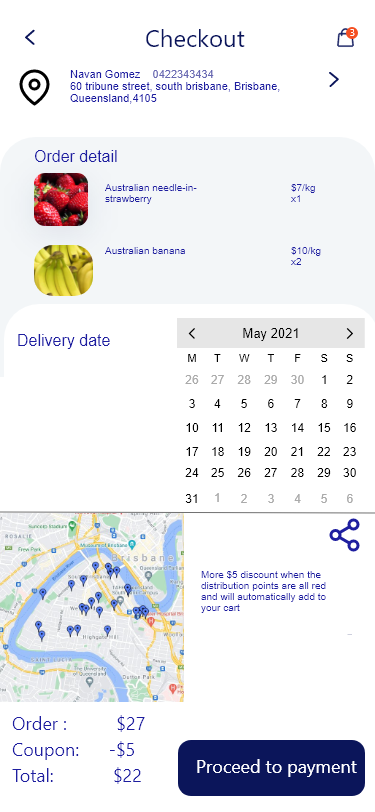 Checkout
3
Navan Gomez 0422343434
60 tribune street, south brisbane, Brisbane,
Queensland,4105
Order detail
Australian needle-in-
strawberry
$7/kg
x1
Australian banana
$10/kg
x2
Delivery date
May 2021
M T W T F S S
26 27 28 29 30 1 2
3 4 5 6 7 8 9
10 11 12 13 14 15 16
17 18 19 20 21 22 23
24 25 26 27 28 29 30
31 1 2 3 4 5 6
ROSALIE
Brisbane
Highgate Hill
Dutton Park
More $5 discount when the
distribution points are all red
and will automatically add to
your cart
Order : $27
Coupon: -$5
Total: $22
Proceed to payment